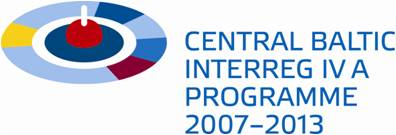 CENTRAL BALTIC
INTERREG IV A
PROGRAMME
2007–2013